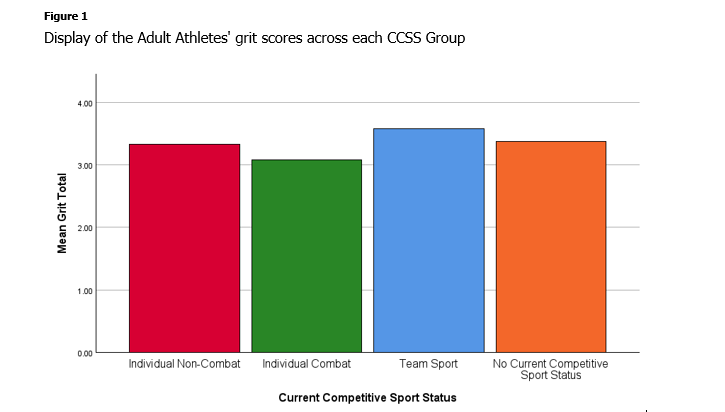 Figure 1
Display of the Adult Athletes' grit scores across each CCSS Group
4.00
3.00
2.00
1.00
0.00
Mean Grit Total
Individual Non-Combat
Individual Combat
Team Sport
No Current Competitive
Sport Status
Current Competitive Sport Status